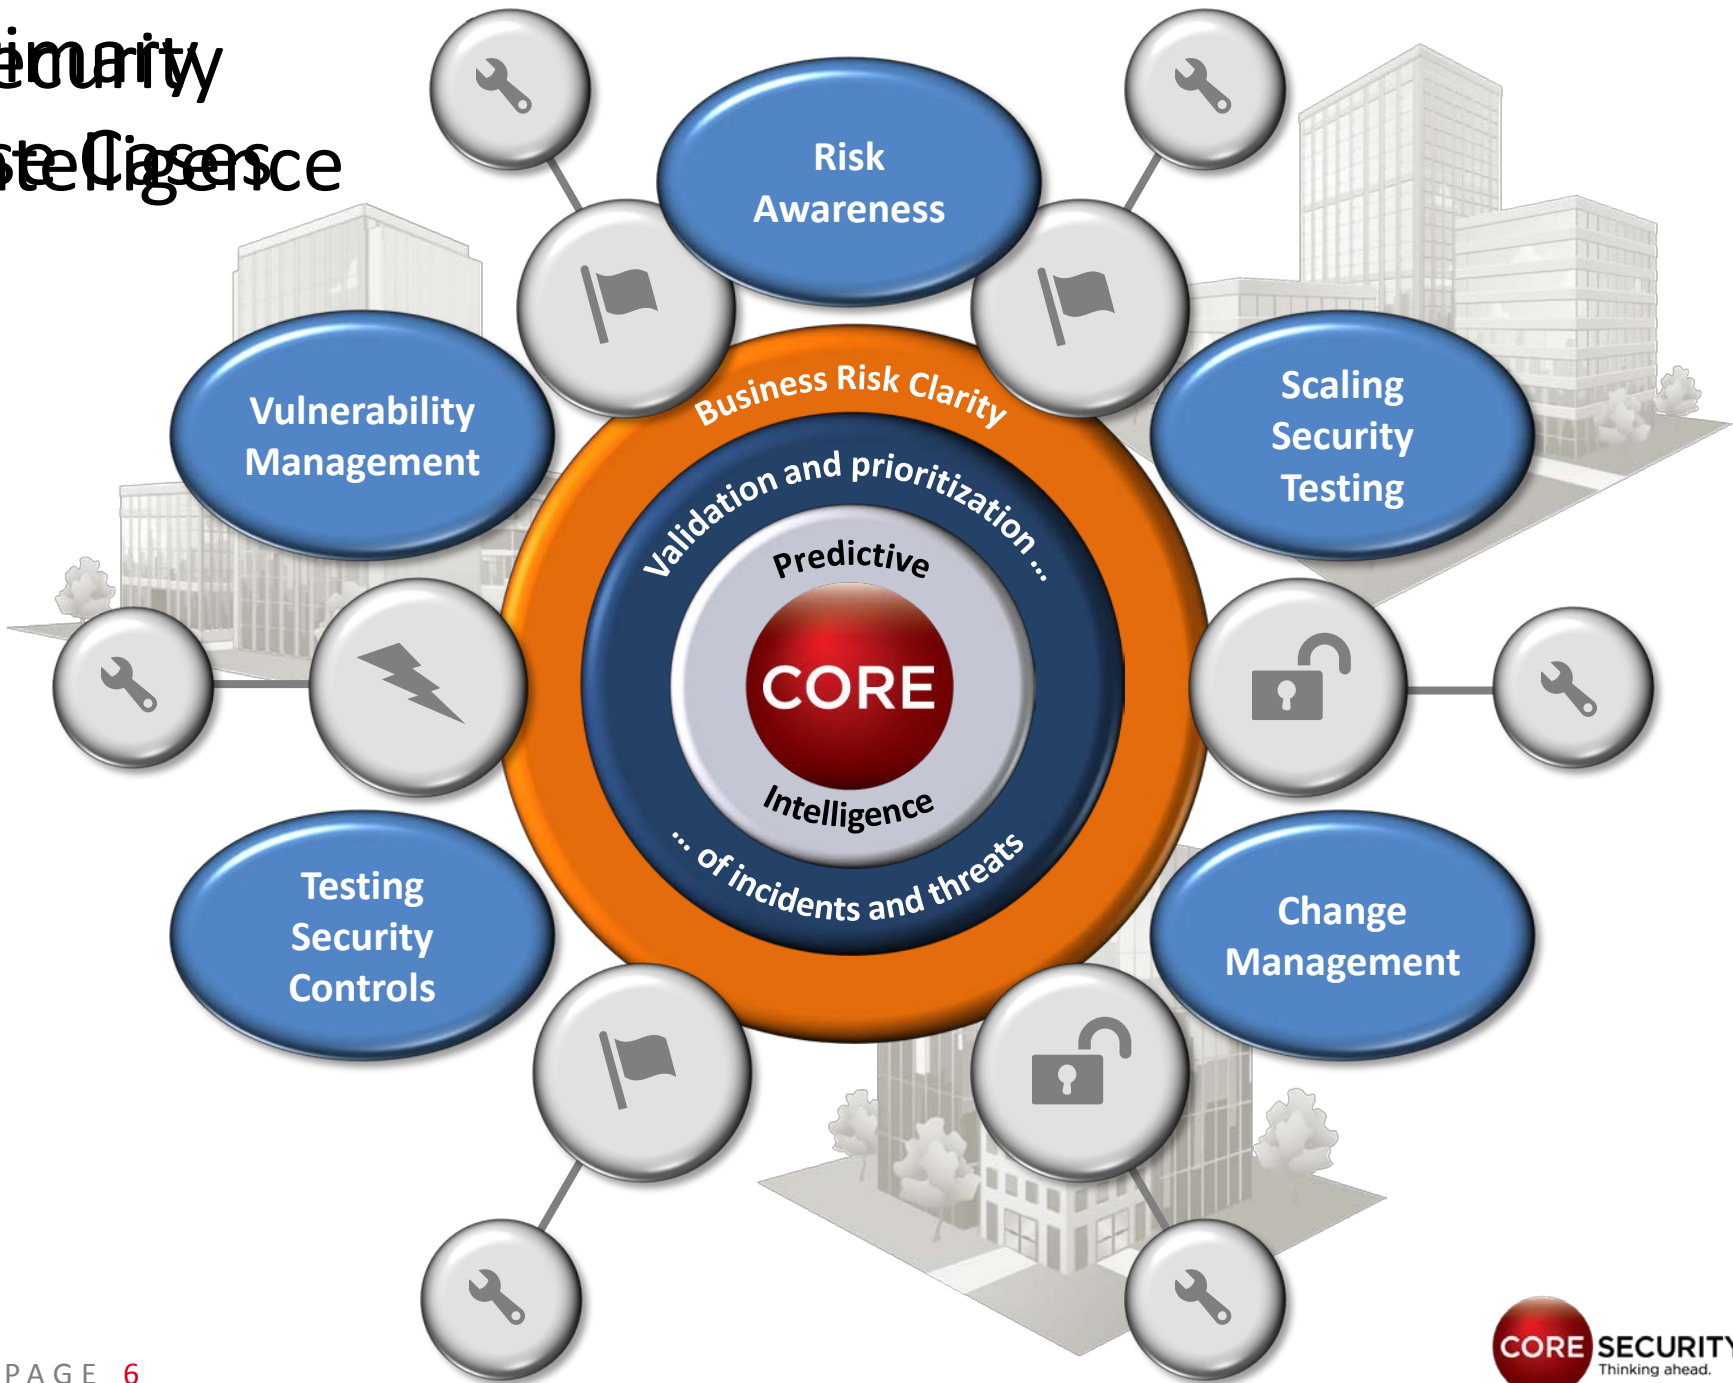 Risk
Awareness
Vulnerability
Management
Scaling
Security
Testing
Business Risk Clarity
Validation and prioritization ...
Predictive
CORE
Intelligence
... of incidents and threats
Testing
Security
Controls
Change
Management
PAGE 6
CORE SECURITY
Thinking ahead.